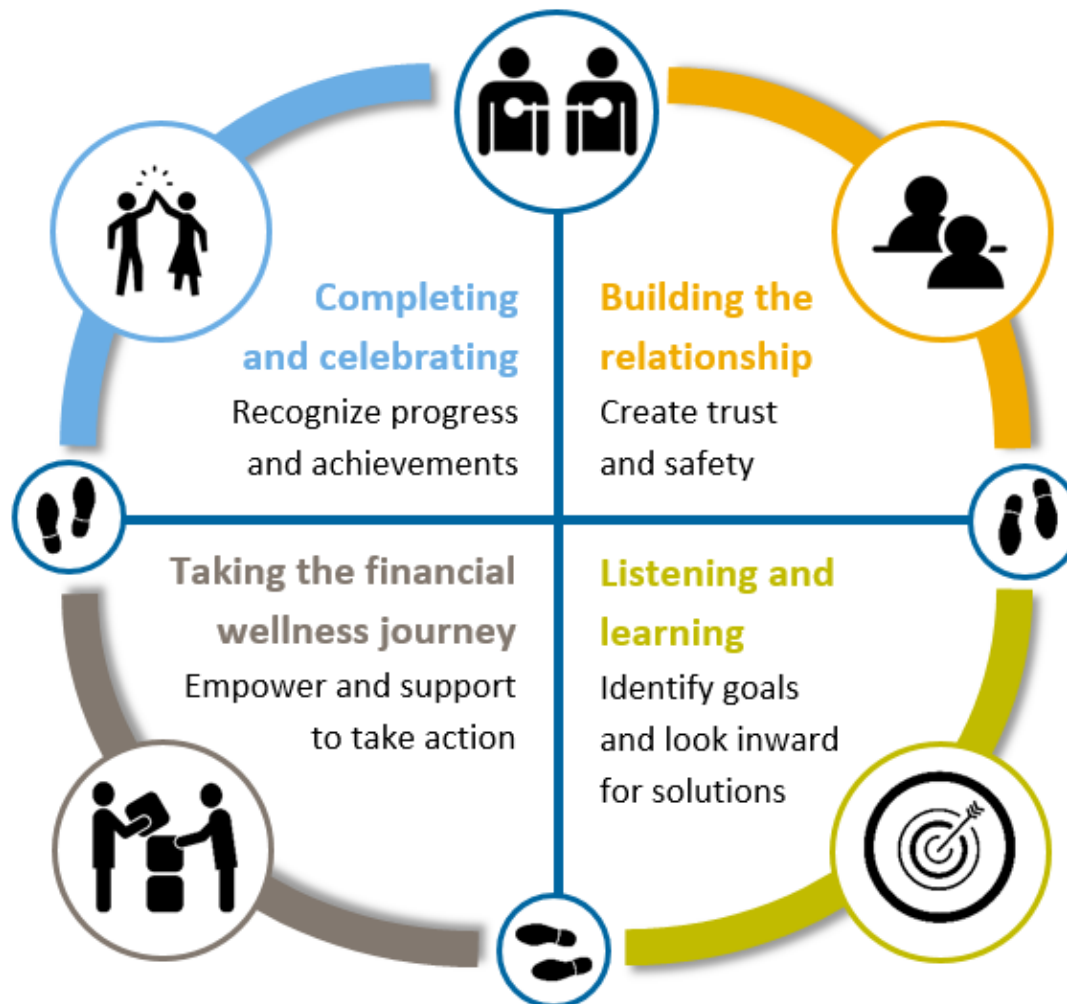 Completing
and celebrating
Recognize progress
and achievements
Building the
relationship
Create trust
and safety
Taking the financial
wellness journey
Empower and support
to take action
Listening and
learning
Identify goals
and look inward
for solutions